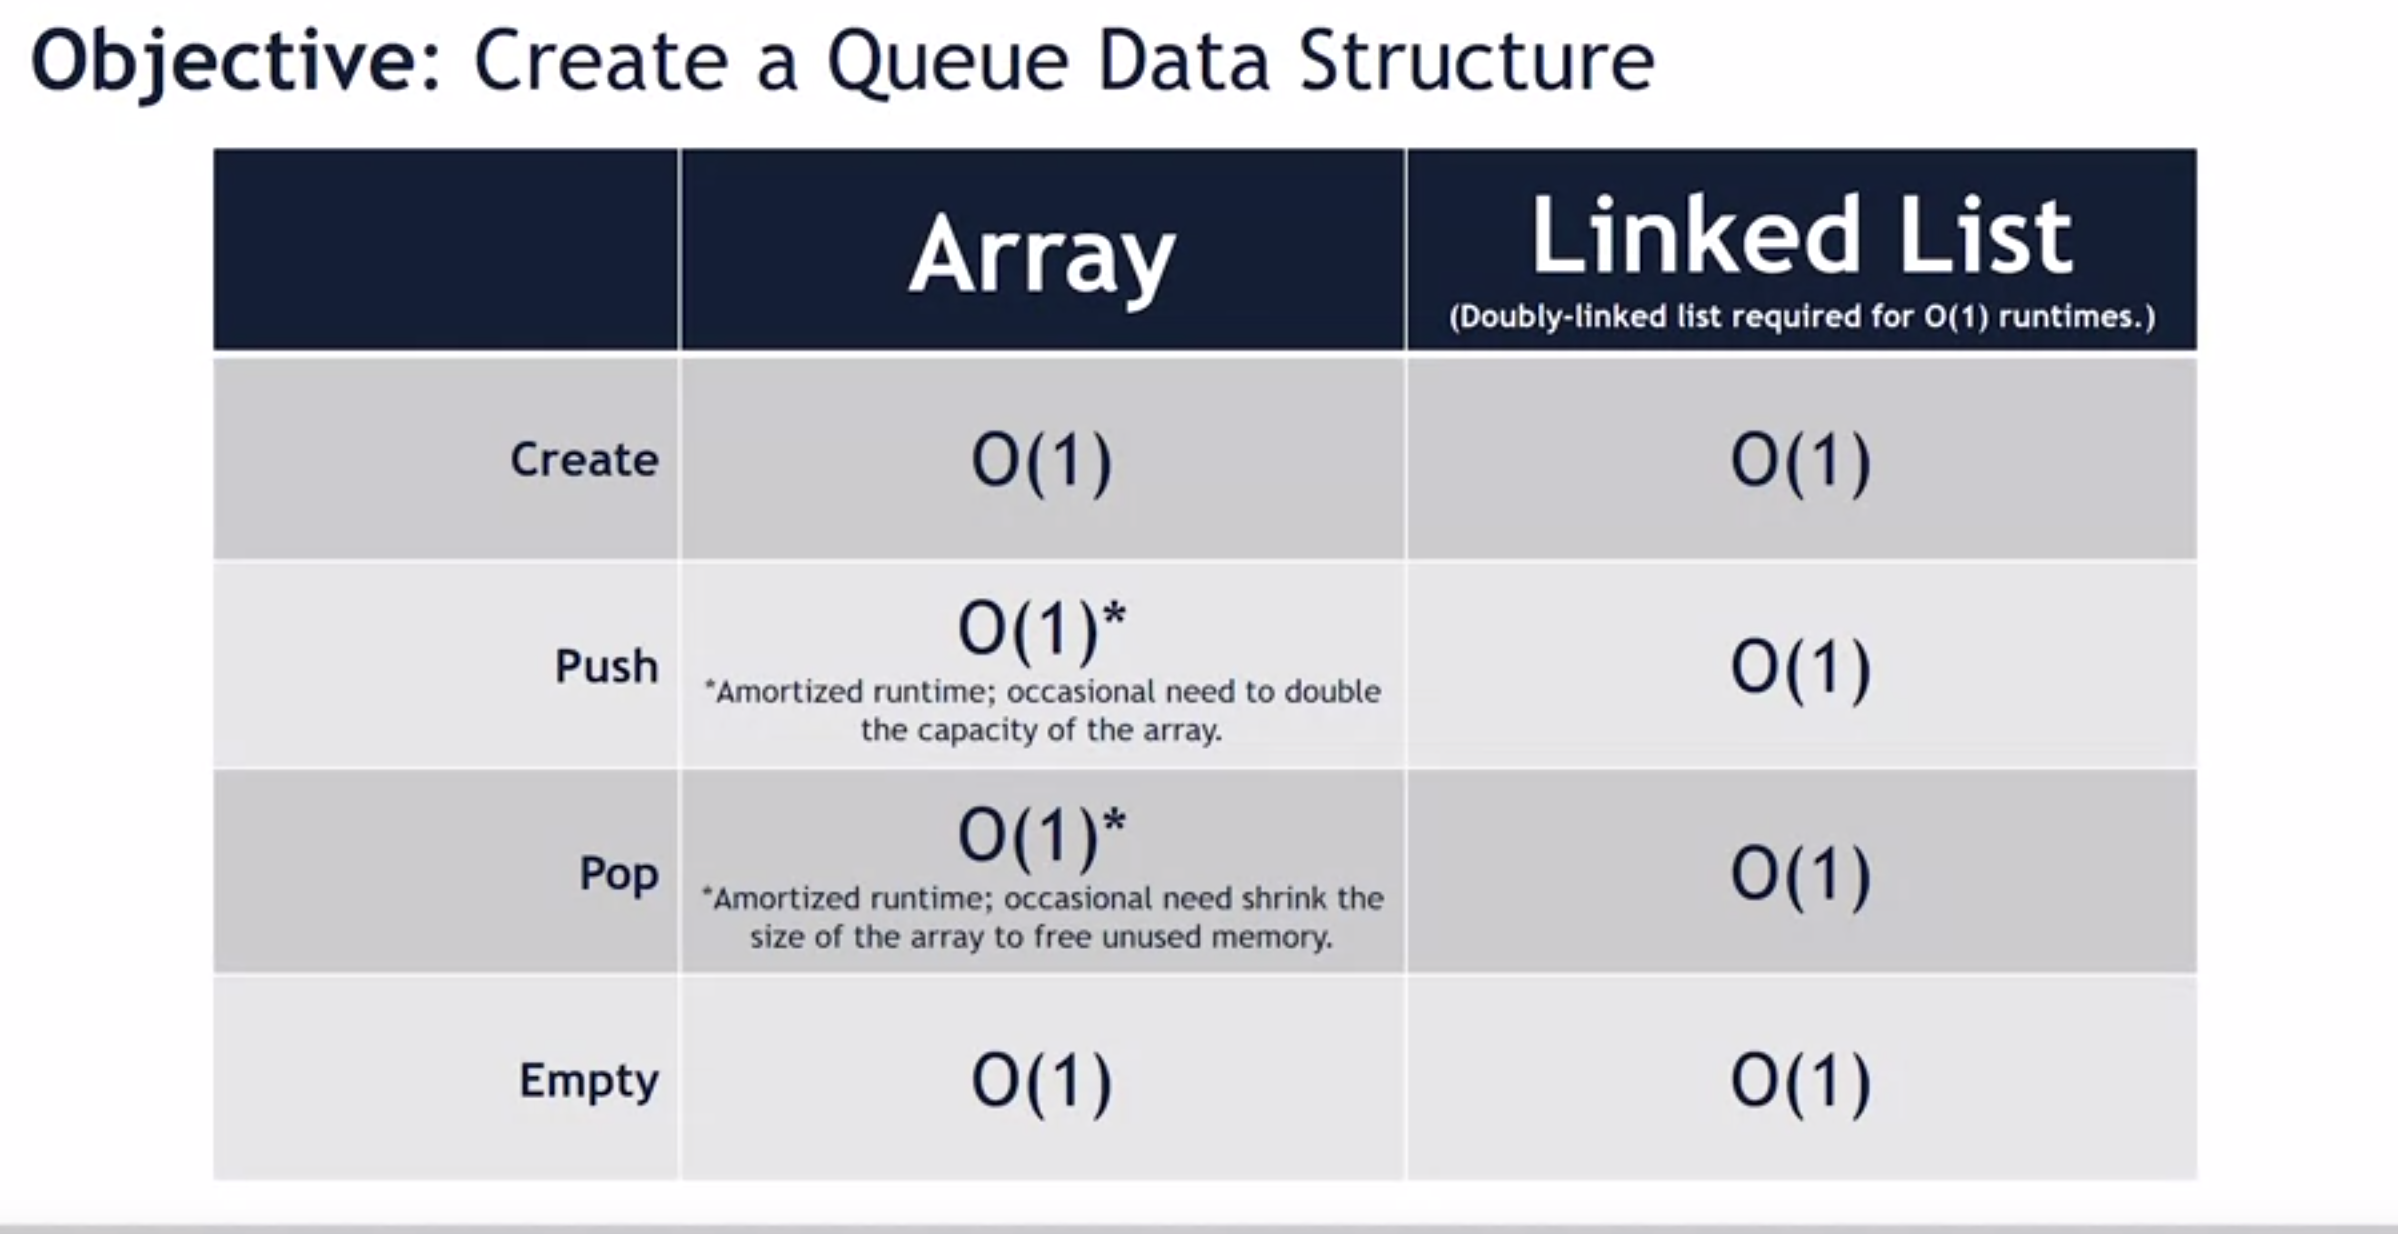 Objective: Create a Queue Data Structure
Array
Linked List
(Doubly-linked list required for O(1) runtimes.)
Create
O(1)
O(1)
Push
O(1)*
*Amortized runtime; occasional need to double
the capacity of the array.
O(1)
Pop
O(1)*
*Amortized runtime; occasional need shrink the
size of the array to free unused memory.
O(1)
Empty
O(1)
O(1)